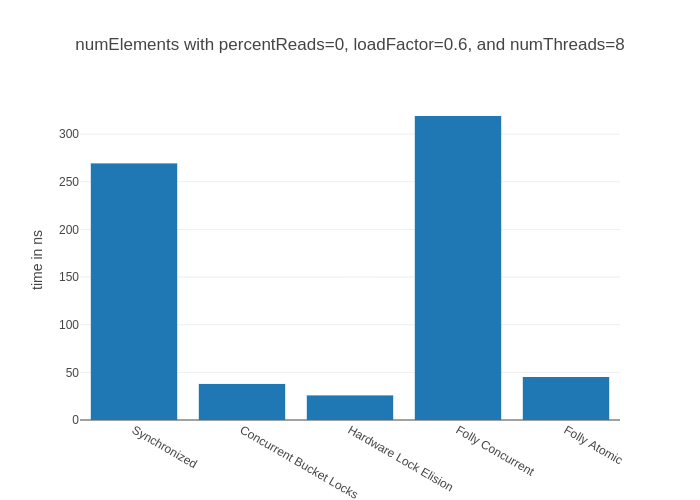 numElements with percentReads=0, loadFactor=0.6, and numThreads=8
300
250
200
150
100
50
0
time in ns
Synchronized
Concurrent Bucket Locks
Hardware Lock Elision
Folly Concurrent
Folly Atomic